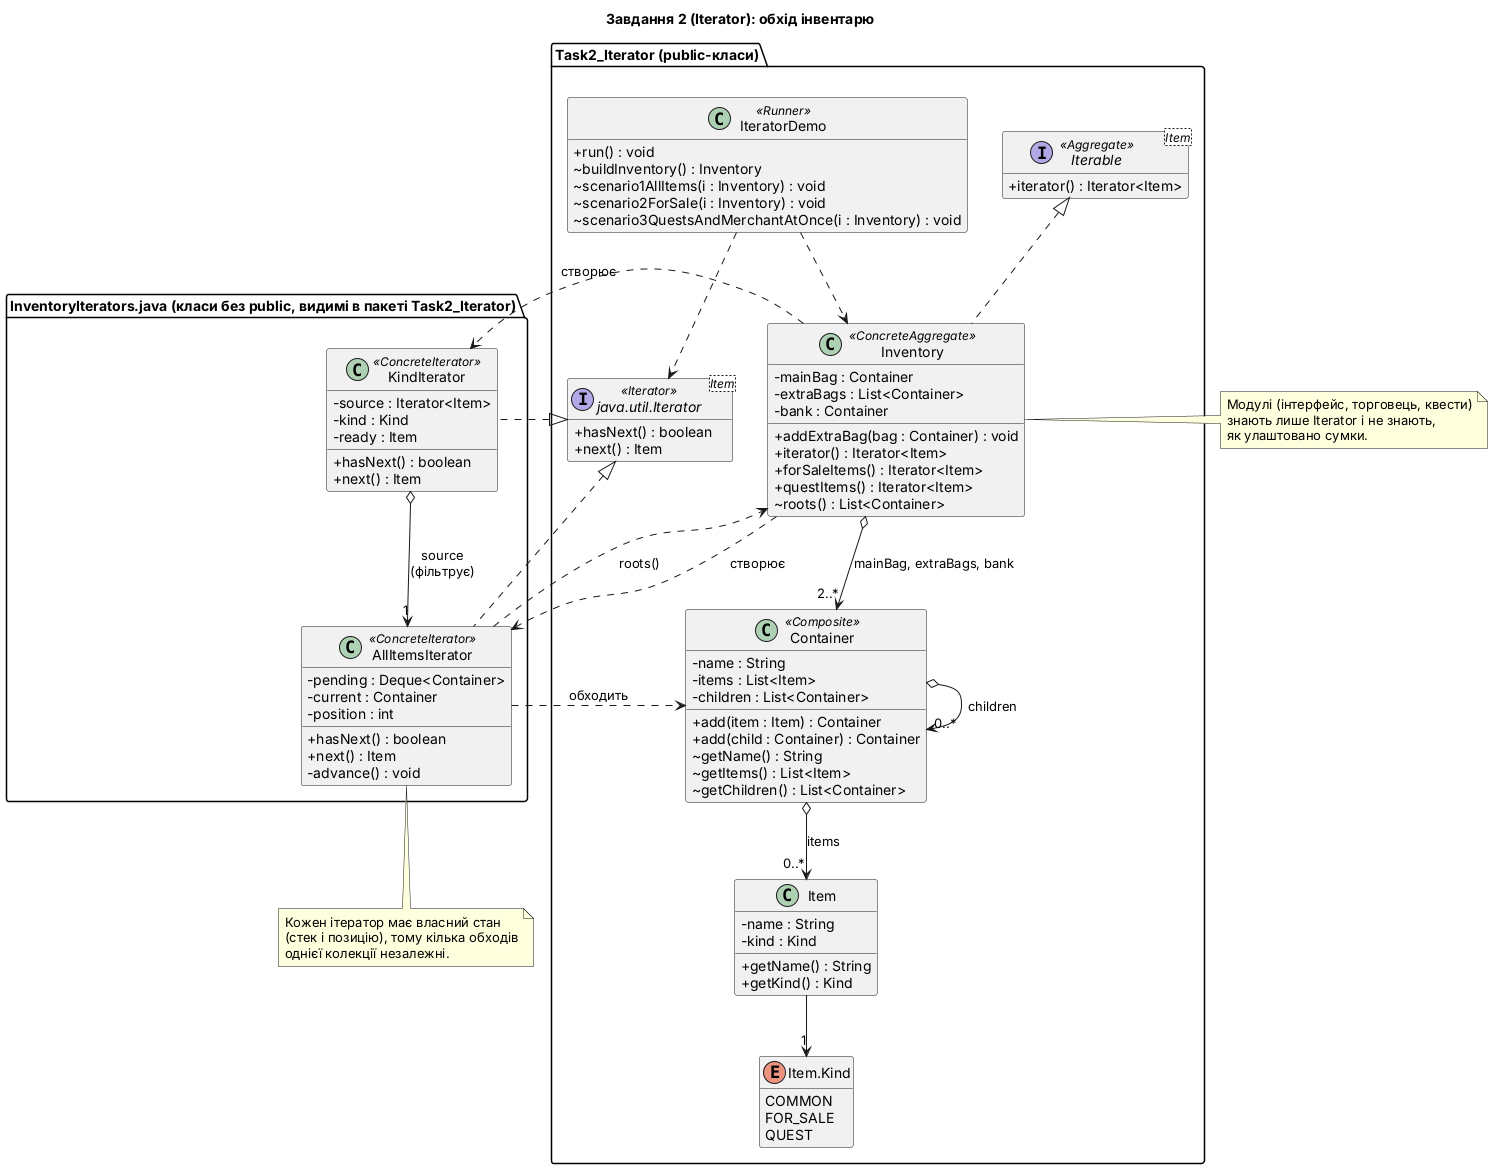 Завдання 2 (Iterator): обхід інвентарю
Task2_Iterator (public-класи)
«Runner»
IteratorDemo
+run() : void
~buildInventory() : Inventory
~scenario1AllItems(i : Inventory) : void
~scenario2ForSale(i : Inventory) : void
~scenario3QuestsAndMerchantAtOnce(i : Inventory) : void
Item
«Aggregate»
Iterable
+iterator() : Iterator<Item>
створює
InventoryIterators.java (класи без public, видимі в пакеті Task2_Iterator)
«ConcreteIterator»
KindIterator
-source : Iterator<Item>
-kind : Kind
-ready : Item
+hasNext() : boolean
+next() : Item
Item
«Iterator»
java.util.Iterator
+hasNext() : boolean
+next() : Item
«ConcreteAggregate»
Inventory
-mainBag : Container
-extraBags : List<Container>
-bank : Container
+addExtraBag(bag : Container) : void
+iterator() : Iterator<Item>
+forSaleItems() : Iterator<Item>
+questItems() : Iterator<Item>
~roots() : List<Container>
Модулі (інтерфейс, торговець, квести)
знають лише Iterator і не знають,
як улаштовано сумки.
source
(фільтрує)
1
roots()
створює
mainBag, extraBags, bank
2..*
«ConcreteIterator»
AllItemsIterator
-pending : Deque<Container>
-current : Container
-position : int
+hasNext() : boolean
+next() : Item
-advance() : void
обходить
«Composite»
Container
-name : String
-items : List<Item>
-children : List<Container>
+add(item : Item) : Container
+add(child : Container) : Container
~getName() : String
~getItems() : List<Item>
~getChildren() : List<Container>
children
0..*
items
0..*
Кожен ітератор має власний стан
(стек і позицію), тому кілька обходів
однієї колекції незалежні.
Item
-name : String
-kind : Kind
+getName() : String
+getKind() : Kind
1
Item.Kind
COMMON
FOR_SALE
QUEST